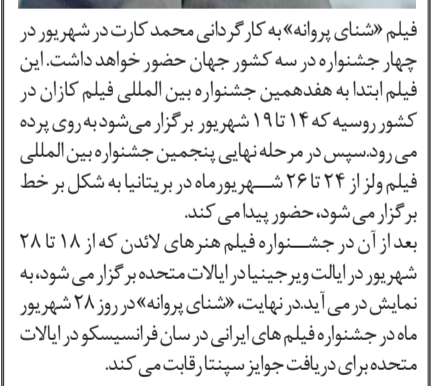 فیلم «شنای پروانه» به کارگردانی محمد کارت در شهریور در
چهار جشنواره در سه کشور جهان حضور خواهد داشت. این
فیلم ابتدا به هفدهمین جشنواره بین المللی فیلم کازان در
کشور روسیه که ۱۴ تا ۱۹ شهریور برگزار می‌شود به روی پرده
می رود. سپس در مرحله نهایی پنجمین جشنواره بین المللی
فیلم ولز از ۲۴ تا ۲۶ شهریورماه در بریتانیا به شکل بر خط
برگزار می شود، حضور پیدا می کند.
بعد از آن در جشنواره فیلم هنرهای لائدن که از ۱۸ تا ۲۸
شهریور در ایالت ویرجینیا در ایالات متحده برگزار می شود، به
نمایش در می آید. در نهایت، «شنای پروانه» در روز ۲۸ شهریور
ماه در جشنواره فیلم های ایرانی در سان فرانسیسکو در ایالات
متحده برای دریافت جوایز سپنتا رقابت می کند.